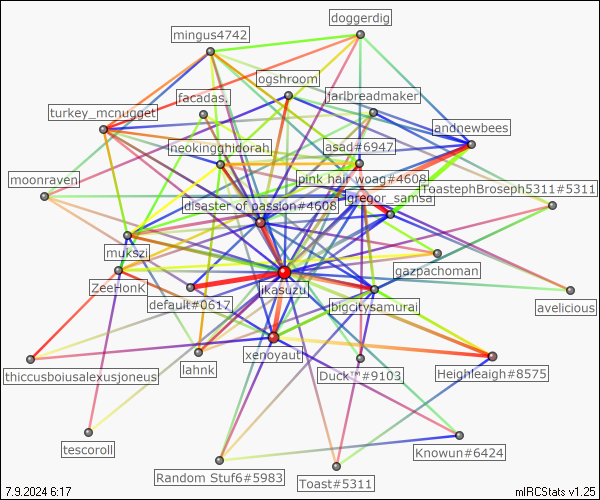 doggerdig
mingus4742
ogshroom
facadas.
jarlbreadmaker
turkey_mcnugget
andnewbees
neokingghidorah
asad#6947
moonraven
pink hair woag#4608
ToastephBroseph5311#5311
gregor_samsa
disaster of passion#4608
mukszi
gazpachoman
ZeeHonK
ikasuzu
default#0617
bigcitysamurai
avelicious
xenoyaut
thiccusboiusalexusjoneus
lahnk
Duck™#9103
Heighleaigh#8575
tescoroll
Knowun#6424
Random Stuf6#5983
Toast#5311
7.9.2024 6:17
mIRCStats v1.25